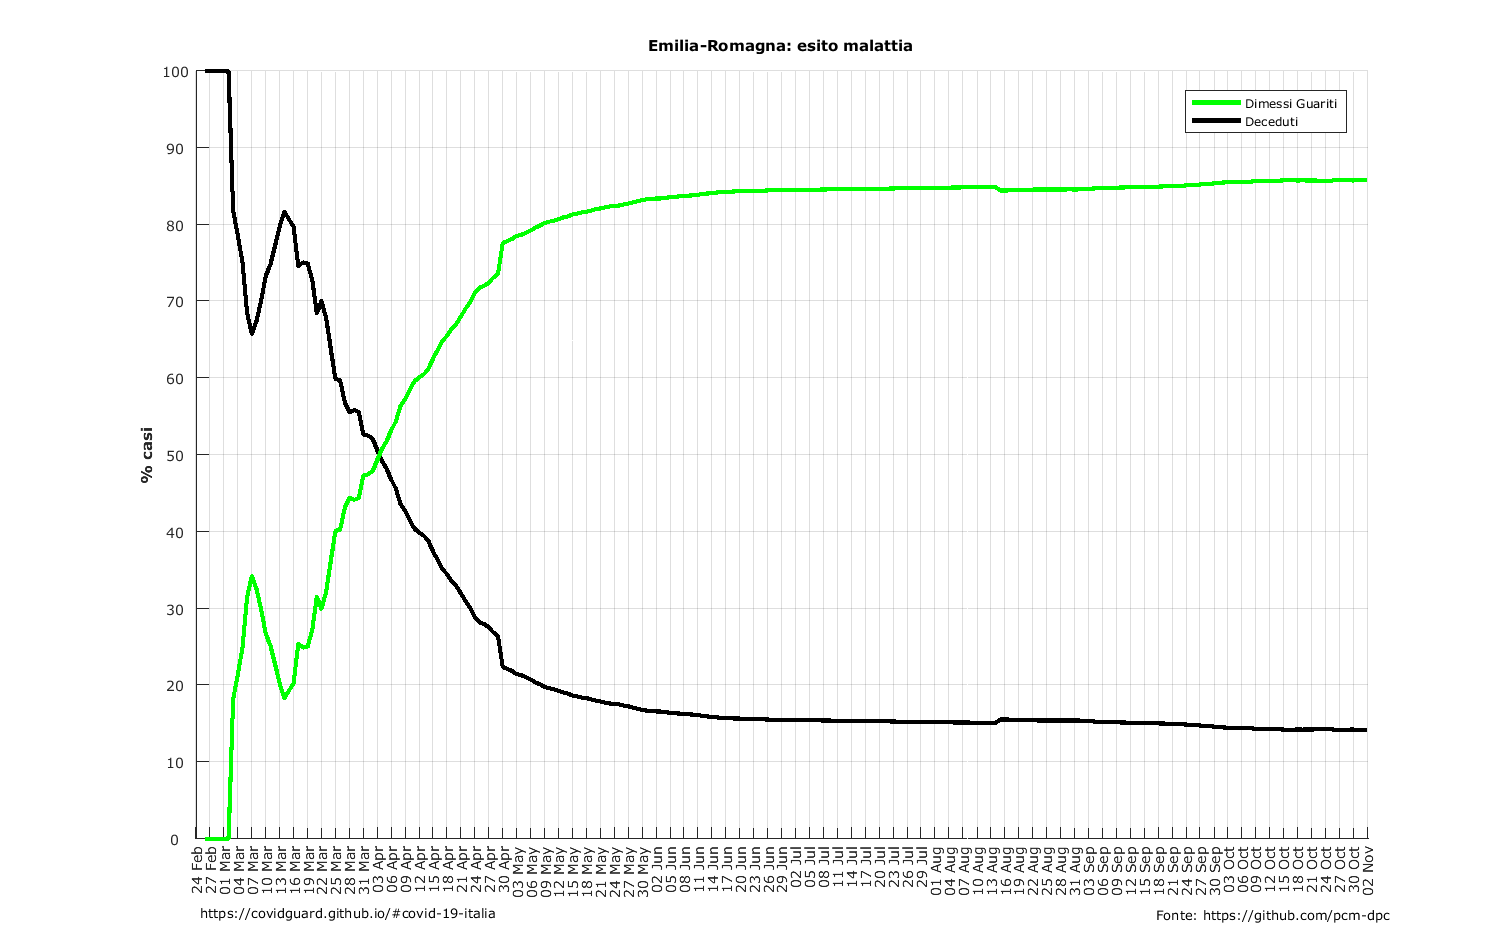 Emilia-Romagna: esito malattia
100
90
80
70
60
50
40
30
20
10
0
% casi
Dimessi Guariti
Deceduti
24 Feb
27 Feb
01 Mar
04 Mar
07 Mar
10 Mar
13 Mar
16 Mar
19 Mar
22 Mar
25 Mar
28 Mar
31 Mar
03 Apr
06 Apr
09 Apr
12 Apr
15 Apr
18 Apr
21 Apr
24 Apr
27 Apr
30 Apr
03 May
06 May
09 May
12 May
15 May
18 May
21 May
24 May
27 May
30 May
02 Jun
05 Jun
08 Jun
11 Jun
14 Jun
17 Jun
20 Jun
23 Jun
26 Jun
29 Jun
02 Jul
05 Jul
08 Jul
11 Jul
14 Jul
17 Jul
20 Jul
23 Jul
26 Jul
29 Jul
01 Aug
04 Aug
07 Aug
10 Aug
13 Aug
16 Aug
19 Aug
22 Aug
25 Aug
28 Aug
31 Aug
03 Sep
06 Sep
09 Sep
12 Sep
15 Sep
18 Sep
21 Sep
24 Sep
27 Sep
30 Sep
03 Oct
06 Oct
09 Oct
12 Oct
15 Oct
18 Oct
21 Oct
24 Oct
27 Oct
30 Oct
02 Nov
https://covidguard.github.io/#covid-19-italia
Fonte: https://github.com/pcm-dpc